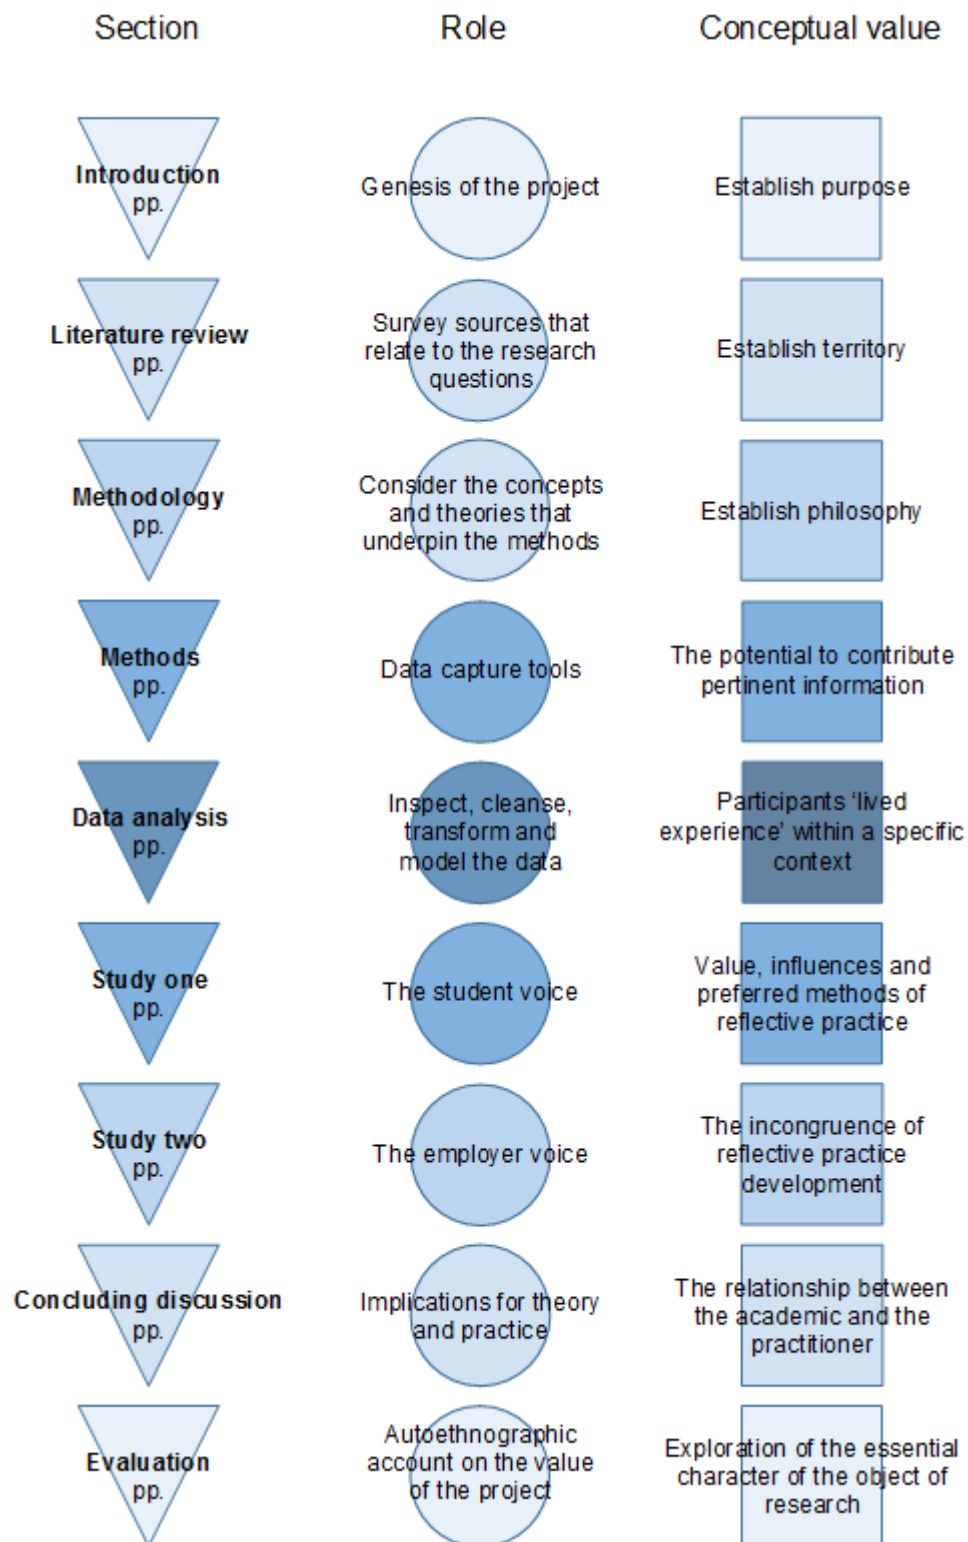 Section Role Conceptual value
Introduction
pp.
Genesis of the project
Establish purpose
Literature review
pp.
Survey sources that
relate to the research
questions
Establish territory
Methodology
pp.
Consider the concepts
and theories that
underpin the methods
Establish philosophy
Methods
pp.
Data capture tools
The potential to contribute
pertinent information
Data analysis
pp.
Inspect, cleanse,
transform and
model the data
Participants ‘lived
experience’ within a specific
context
Study one
pp.
The student voice
Value, influences and
preferred methods of
reflective practice
Study two
pp.
The employer voice
The incongruence of
reflective practice
development
Concluding discussion
pp.
Implications for theory
and practice
The relationship between
the academic and the
practitioner
Evaluation
pp.
Autoethnographic
account on the value
of the project
Exploration of the essential
character of the object of
research